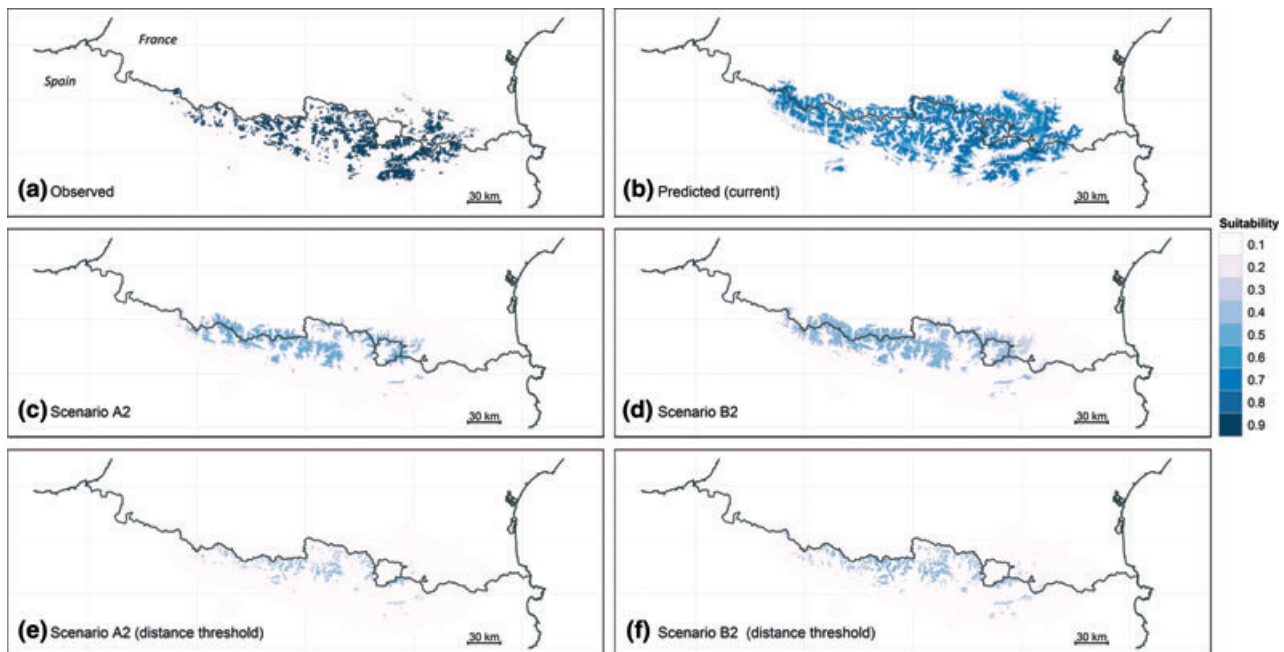 France
Spain
(a) Observed
30 km
(b) Predicted (current)
30 km
Suitability
0.1
0.2
0.3
0.4
0.5
0.6
0.7
0.8
0.9
(c) Scenario A2
30 km
(d) Scenario B2
30 km
(e) Scenario A2 (distance threshold)
30 km
(f) Scenario B2 (distance threshold)
30 km